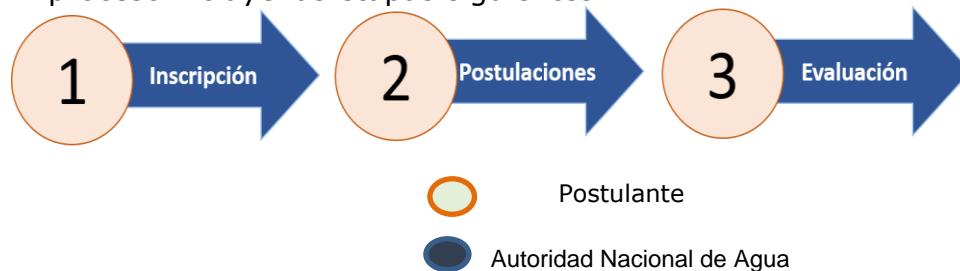 1 Inscripción 2 Postulaciones 3 Evaluación
Postulante
Autoridad Nacional de Agua